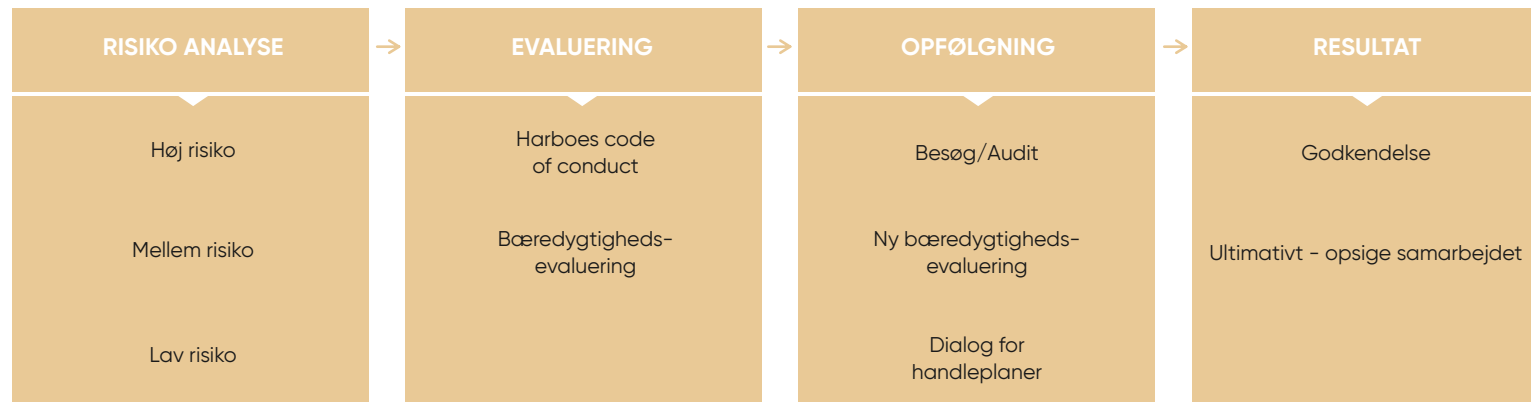 RISIKO ANALYSE
Høj risiko
Mellem risiko
Lav risiko
EVALUERING
Harboes code
of conduct
Bæredygtigheds-
evaluering
OPFØLGNING
Besøg/Audit
Ny bæredygtigheds-
evaluering
Dialog for
handleplaner
RESULTAT
Godkendelse
Ultimativt - opsige samarbejdet